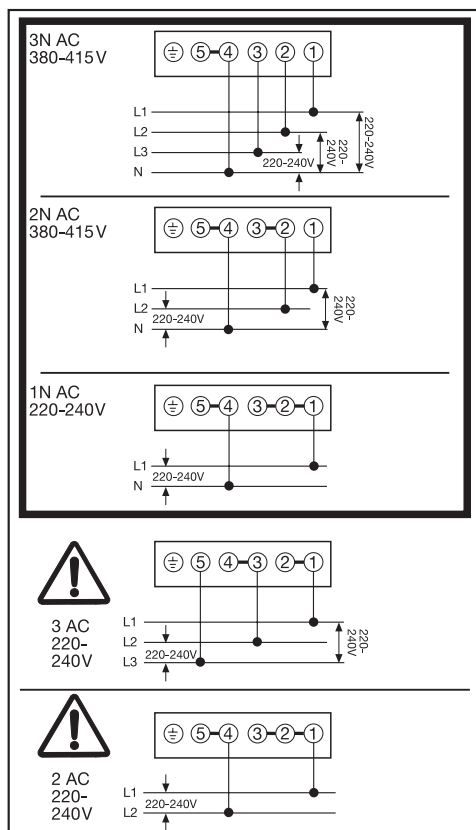 3N AC
380-415V
⏚ 5 4 3 2 1
L1
L2
L3
N
220-240V
220-
240V
220-240V
2N AC
380-415V
⏚ 5 4 3 2 1
L1
L2
N
220-240V
220-
240V
1N AC
220-240V
⏚ 5 4 3 2 1
L1
N
220-240V
3 AC
220-
240V
⏚ 5 4 3 2 1
L1
L2
L3
220-240V
220-
240V
2 AC
220-
240V
⏚ 5 4 3 2 1
L1
L2
220-240V